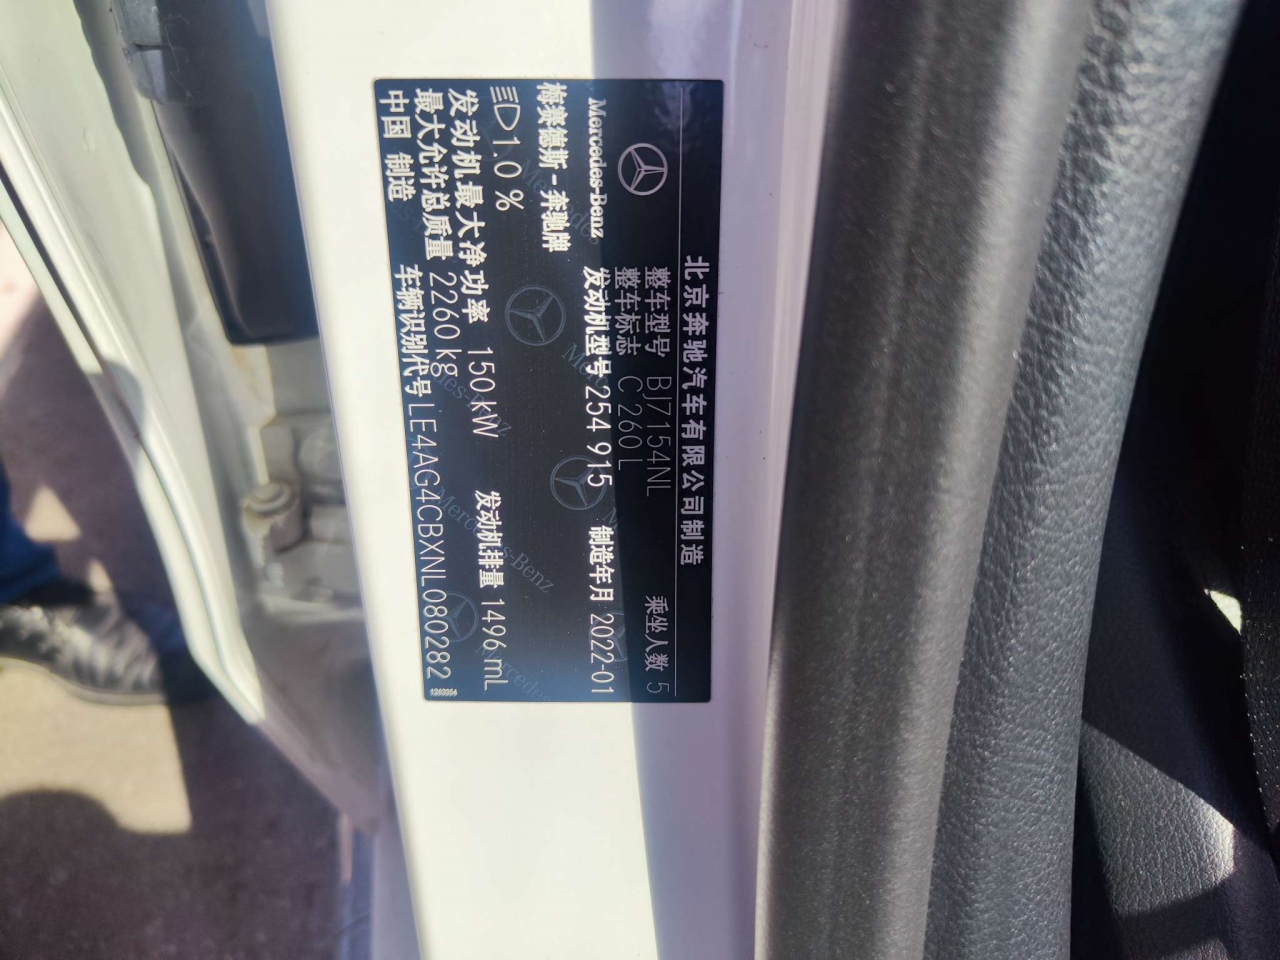 北京奔驰汽车有限公司制造
Mercedes-Benz 整车型号 BJ7154NL 乘坐人数 5
整车标志 C 260 L
梅赛德斯-奔驰牌 发动机型号 254 915 制造年月 2022-01
1.0 %
发动机最大净功率 150kW 发动机排量 1496 mL
最大允许总质量 2260 kg
中国 制造 车辆识别代号 LE4AG4CBXNL080282
Mercedes-Benz